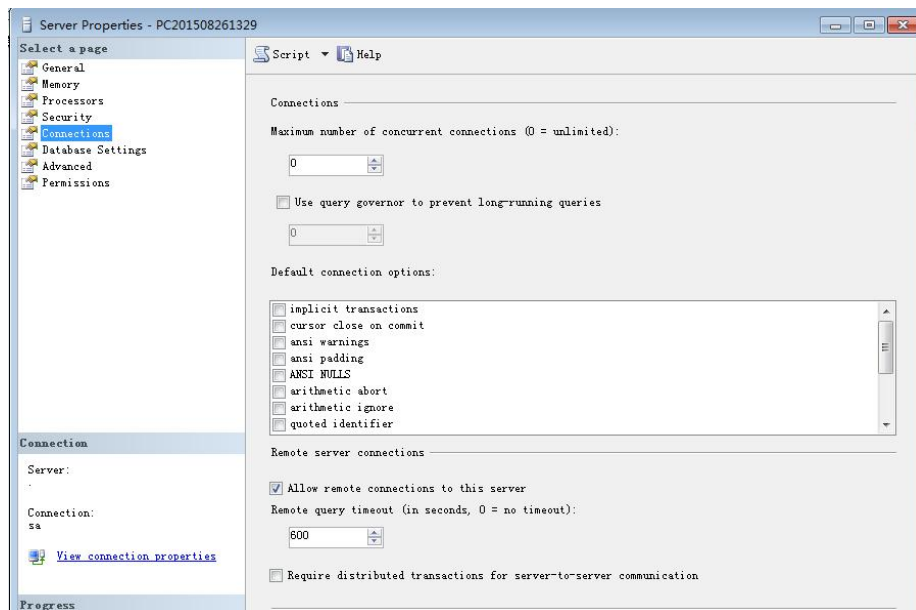 Server Properties - PC201508261329
Select a page
General
Memory
Processors
Security
Connections
Database Settings
Advanced
Permissions
Connection
Server:
.
Connection:
sa
View connection properties
Progress
Script
Help
Connections
Maximum number of concurrent connections (0 = unlimited):
0
Use query governor to prevent long-running queries
0
Default connection options:
implicit transactions
cursor close on commit
ansi warnings
ansi padding
ANSI NULLS
arithmetic abort
arithmetic ignore
quoted identifier
Remote server connections
Allow remote connections to this server
Remote query timeout (in seconds, 0 = no timeout):
600
Require distributed transactions for server-to-server communication